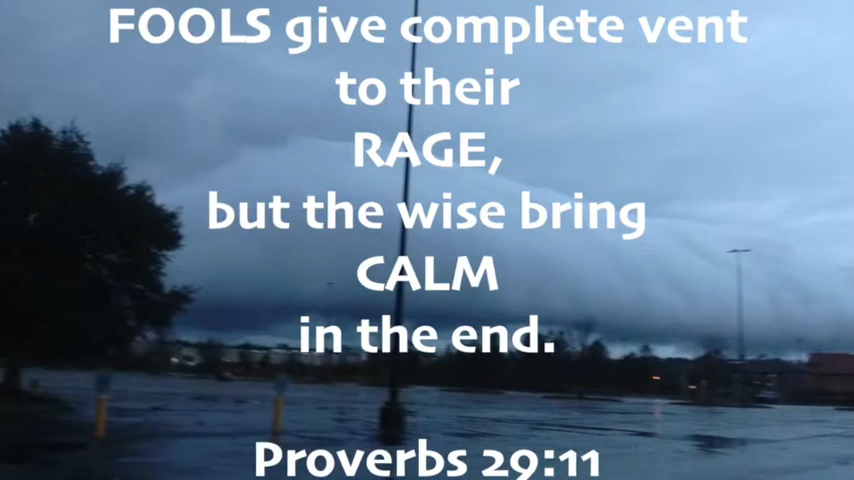 FOOLS give complete vent
to their
RAGE,
but the wise bring
CALM
in the end.
Proverbs 29:11